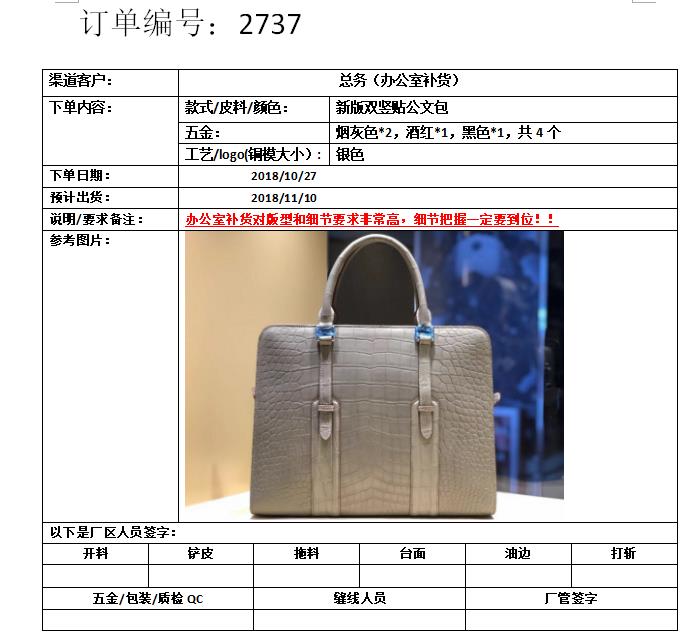 订单编号：2737
渠道客户： 总务（办公室补货）
下单内容： 款式/皮料/颜色： 新版双竖贴公文包
五金： 烟灰色*2，酒红*1，黑色*1，共 4 个
工艺/logo(铜模大小）： 银色
下单日期： 2018/10/27
预计出货： 2018/11/10
说明/要求备注： 办公室补货对版型和细节要求非常高，细节把握一定要到位！！
参考图片：
以下是厂区人员签字：
开料 铲皮 拖料 台面 油边 打斩
五金/包装/质检 QC 缝线人员 厂管签字